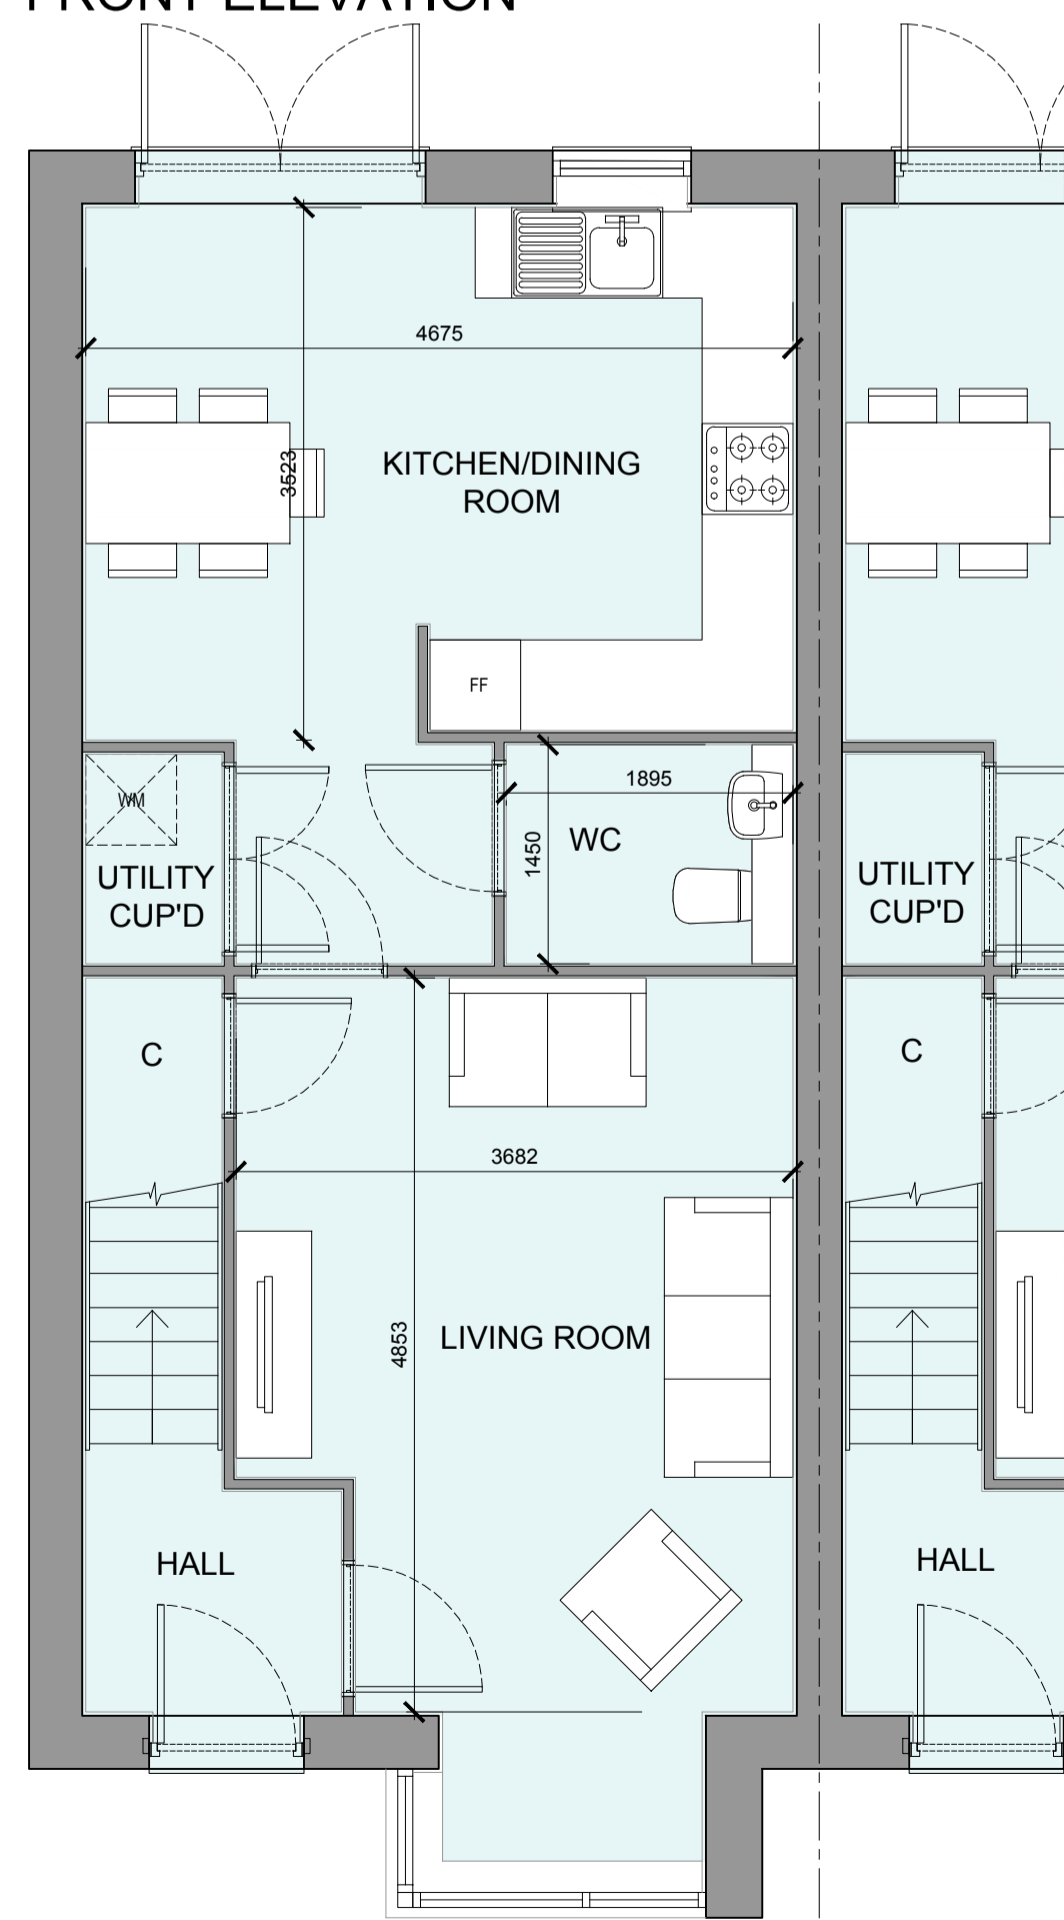 FRONT ELEVATION
4675
3523
KITCHEN/DINING
ROOM
FF
WM
UTILITY
CUP'D
1895
1450
WC
UTILITY
CUP'D
C
C
3682
4853
LIVING ROOM
HALL
HALL